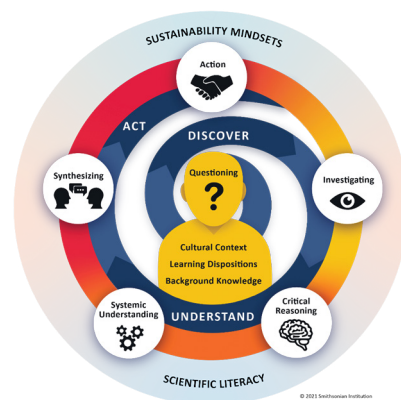 SUSTAINABILITY MINDSETS
Action
ACT
DISCOVER
Synthesizing
Questioning
?
Investigating
Cultural Context
Learning Dispositions
Background Knowledge
Systemic
Understanding
UNDERSTAND
Critical
Reasoning
SCIENTIFIC LITERACY
© 2021 Smithsonian Institution